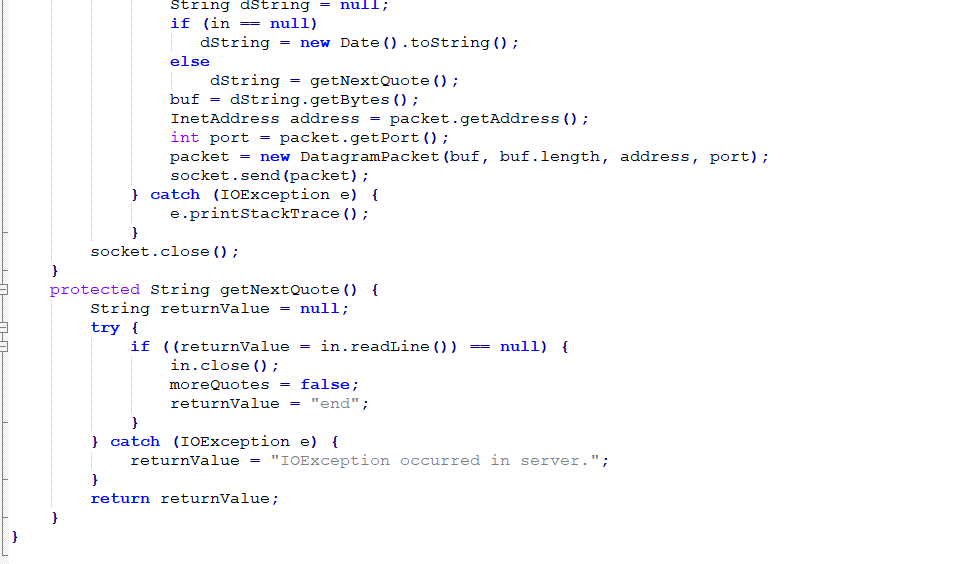 String dString = null;
if (in == null)
dString = new Date().toString();
else
dString = getNextQuote();
buf = dString.getBytes();
InetAddress address = packet.getAddress();
int port = packet.getPort();
packet = new DatagramPacket(buf, buf.length, address, port);
socket.send(packet);
} catch (IOException e) {
e.printStackTrace();
}
socket.close();
}
protected String getNextQuote() {
String returnValue = null;
try {
if ((returnValue = in.readLine()) == null) {
in.close();
moreQuotes = false;
returnValue = "end";
}
} catch (IOException e) {
returnValue = "IOException occurred in server.";
}
return returnValue;
}
}